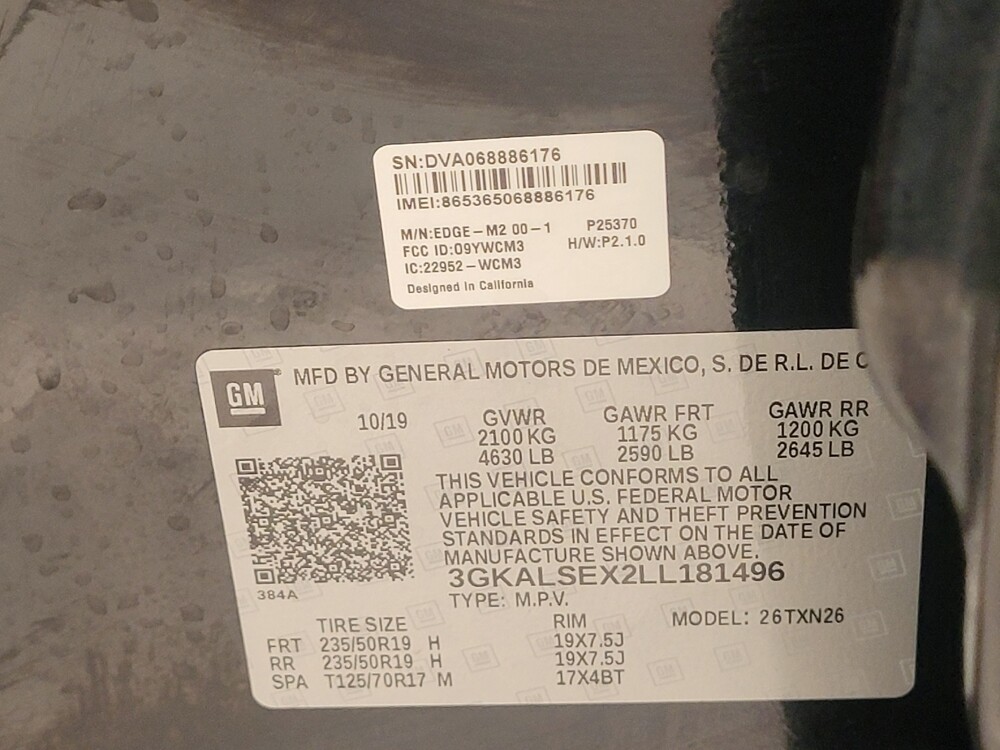 SN:DVA068886176
IMEI:865365068886176
M/N:EDGE-M2 00-1 P25370
FCC ID:O9YWCM3 H/W:P2.1.0
IC:22952-WCM3
Designed in California
GM MFD BY GENERAL MOTORS DE MEXICO, S. DE R.L. DE C
10/19 GVWR GAWR FRT GAWR RR
2100 KG 1175 KG 1200 KG
4630 LB 2590 LB 2645 LB
THIS VEHICLE CONFORMS TO ALL
APPLICABLE U.S. FEDERAL MOTOR
VEHICLE SAFETY AND THEFT PREVENTION
STANDARDS IN EFFECT ON THE DATE OF
MANUFACTURE SHOWN ABOVE.
3GKALSEX2LL181496
384A
TYPE: M.P.V.
TIRE SIZE RIM MODEL: 26TXN26
FRT 235/50R19 H 19X7.5J
RR 235/50R19 H 19X7.5J
SPA T125/70R17 M 17X4BT